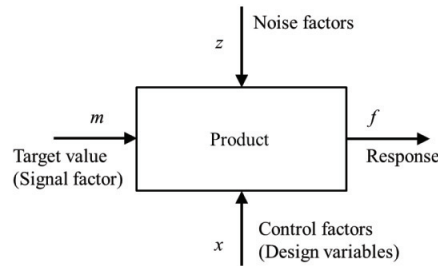 Noise factors
z
m
f
Product
Target value
(Signal factor)
Response
Control factors
(Design variables)
x